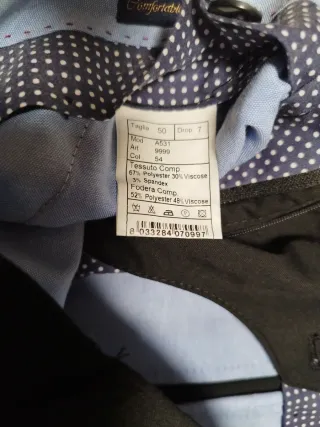 Comfortable
Taglia 50 Drop 7
Mod A531
Art 9999
Col 54
Tessuto Comp
67% Polyester 30% Viscose
3% Spandex
Fodera Comp.
52% Polyester 48% Viscose
8 033284 070997